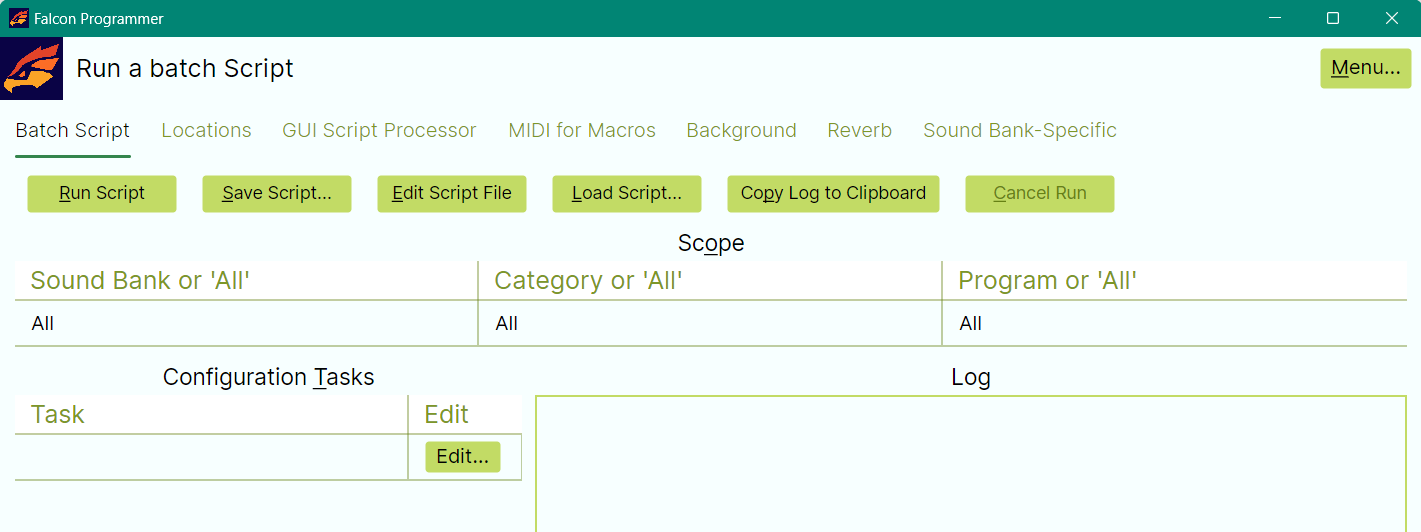 Falcon Programmer
Run a batch Script
Menu...
Batch Script Locations GUI Script Processor MIDI for Macros Background Reverb Sound Bank-Specific
Run Script Save Script... Edit Script File Load Script... Copy Log to Clipboard Cancel Run
Scope
Sound Bank or 'All' Category or 'All' Program or 'All'
All All All
Configuration Tasks Log
Task Edit
Edit...